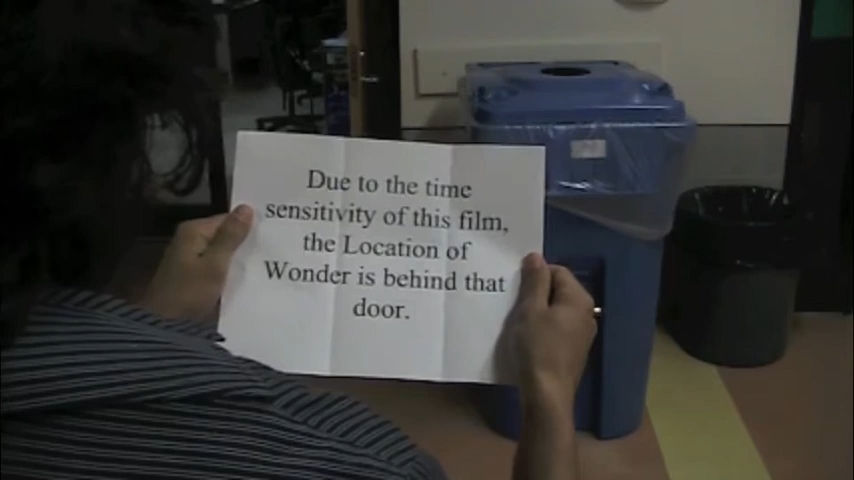 Due to the time
sensitivity of this film,
the Location of
Wonder is behind that
door.